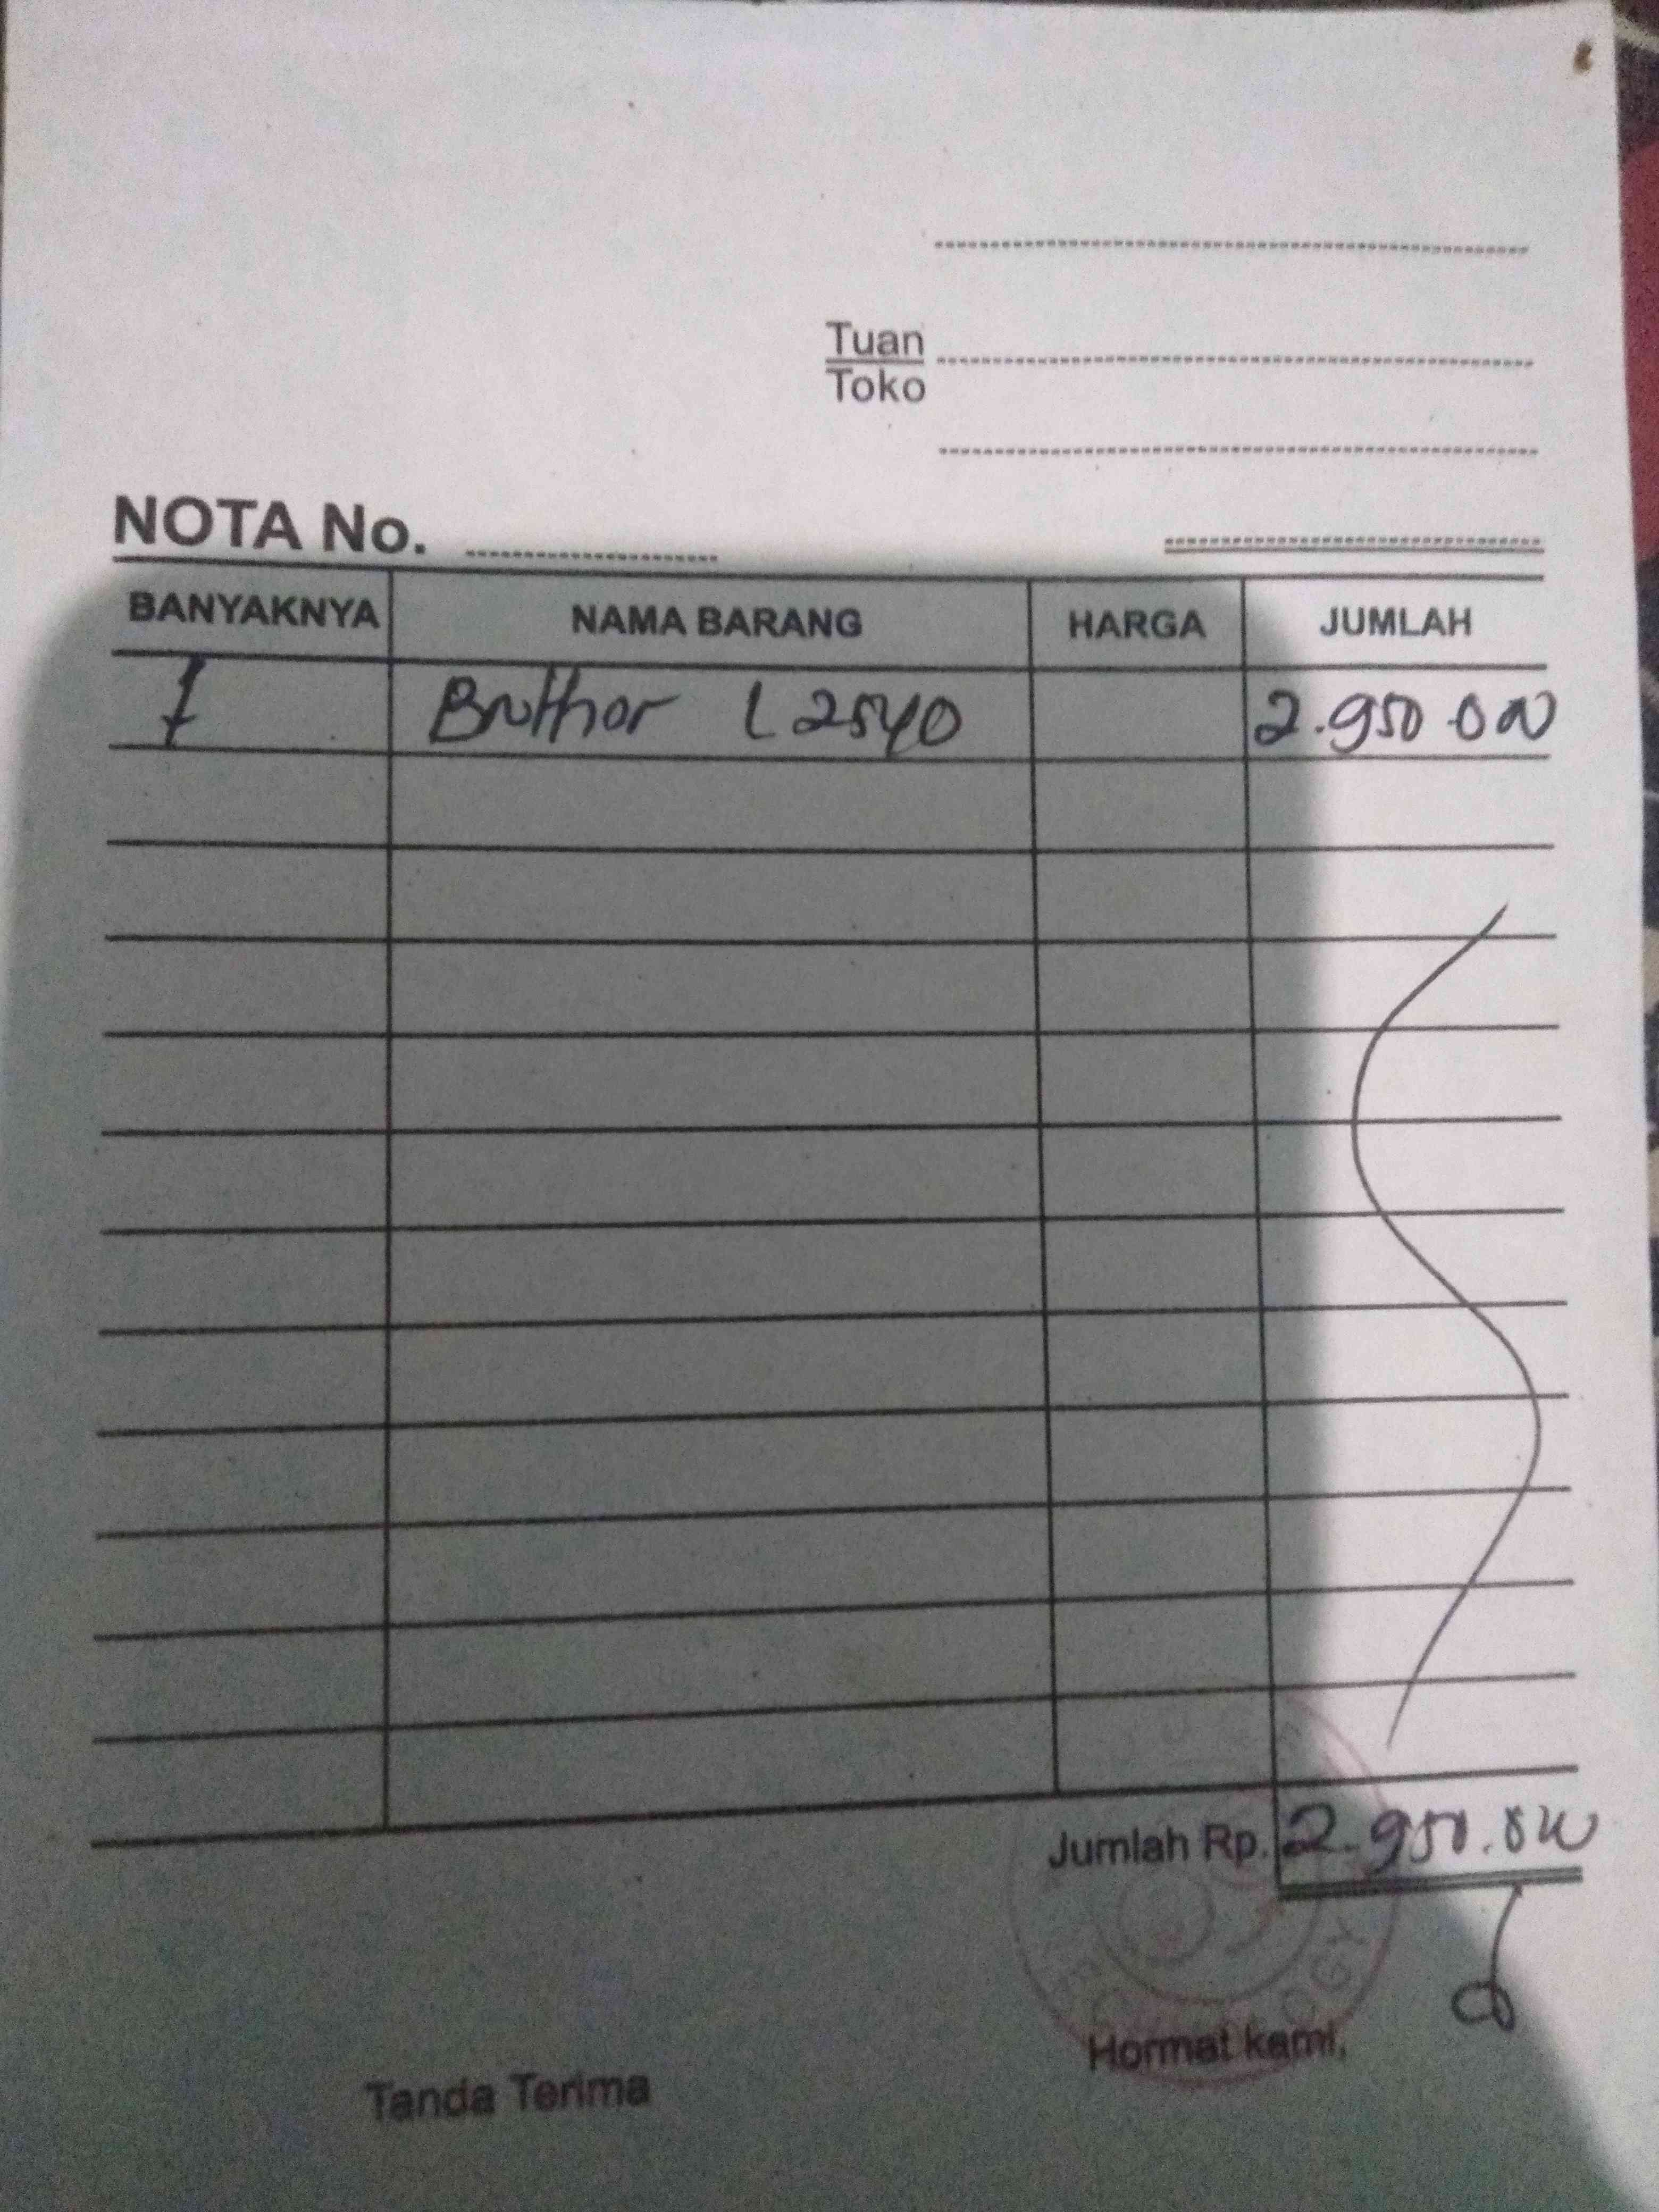 Tuan
Toko
NOTA No.
BANYAKNYA NAMA BARANG HARGA JUMLAH
1 Brother L2540 2.950.000
Jumlah Rp. 2.950.000
Hormat kami,
Tanda Terima